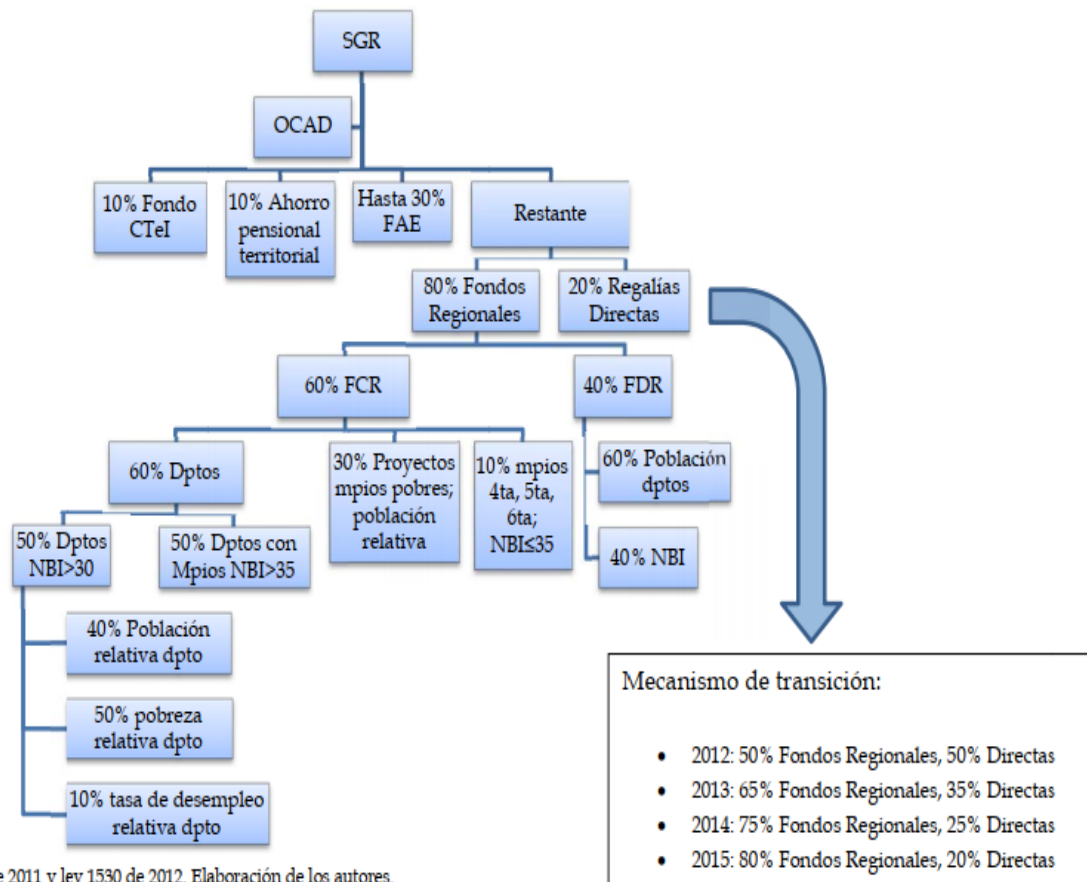 SGR
OCAD
10% Fondo
CTeI
10% Ahorro
pensional
territorial
Hasta 30%
FAE
Restante
80% Fondos
Regionales
20% Regalías
Directas
60% FCR
40% FDR
60% Dptos
30% Proyectos
mpios pobres;
población
relativa
10% mpios
4ta, 5ta,
6ta;
NBI≤35
60% Población
dptos
40% NBI
50% Dptos
NBI>30
50% Dptos con
Mpios NBI>35
40% Población
relativa dpto
50% pobreza
relativa dpto
10% tasa de desempleo
relativa dpto
Mecanismo de transición:
• 2012: 50% Fondos Regionales, 50% Directas
• 2013: 65% Fondos Regionales, 35% Directas
• 2014: 75% Fondos Regionales, 25% Directas
• 2015: 80% Fondos Regionales, 20% Directas
e 2011 y ley 1530 de 2012. Elaboración de los autores.